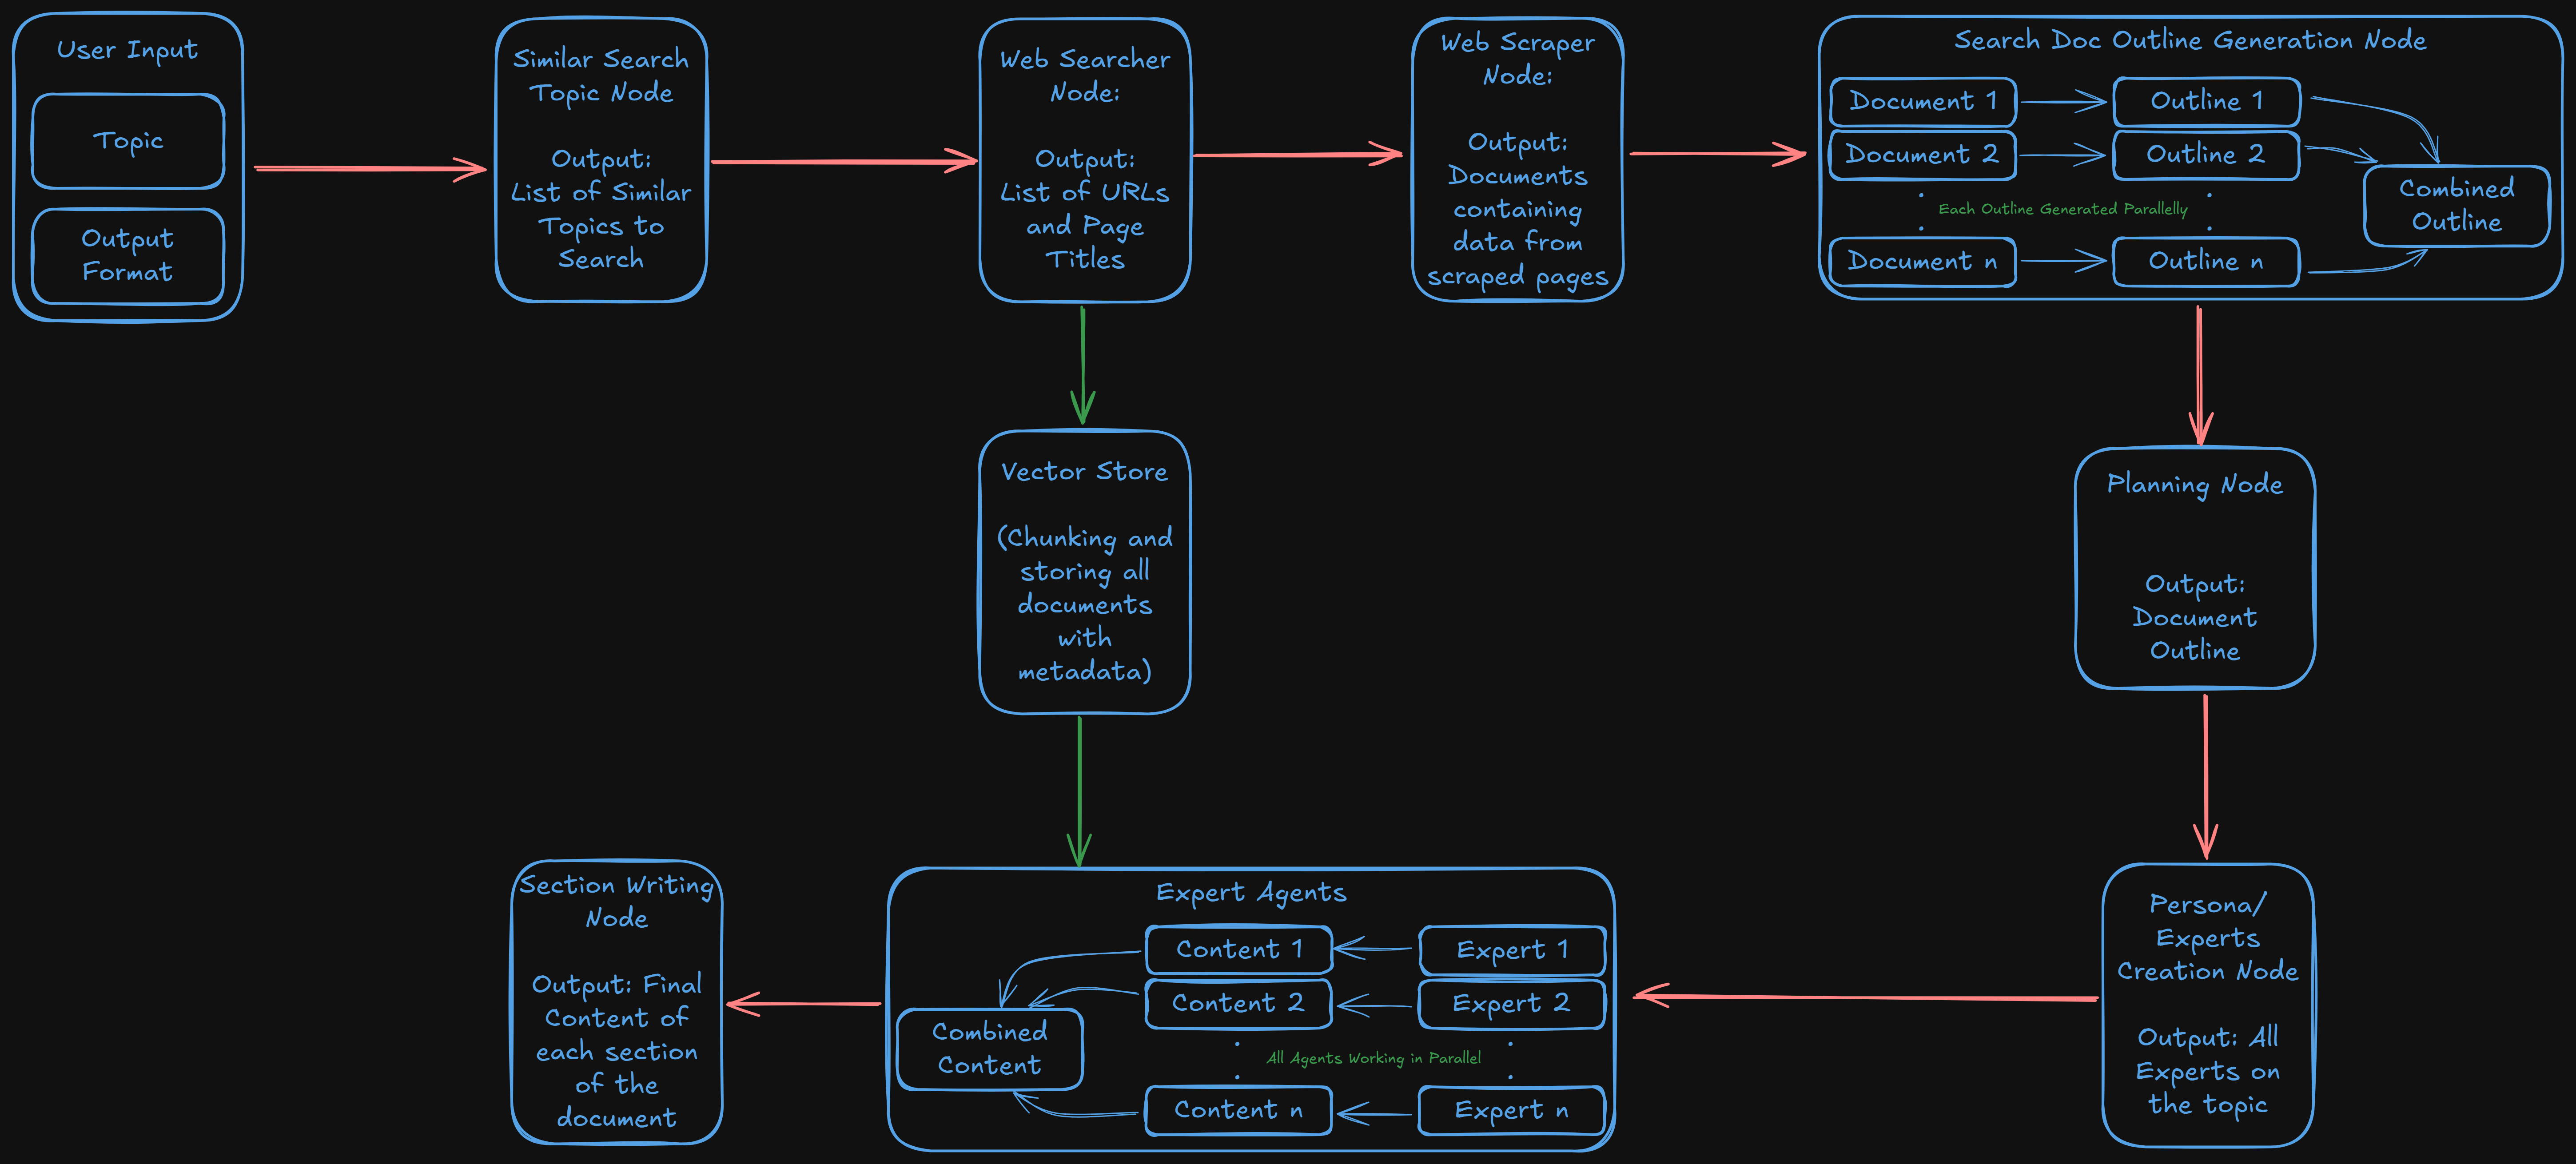 User Input
Topic
Output
Format
Similar Search
Topic Node
Output:
List of Similar
Topics to
Search
Web Searcher
Node:
Output:
List of URLs
and Page
Titles
Web Scraper
Node:
Output:
Documents
containing
data from
scraped pages
Search Doc Outline Generation Node
Document 1
Outline 1
Document 2
Outline 2
Each Outline Generated Parallelly
Document n
Outline n
Combined
Outline
Vector Store
(Chunking and
storing all
documents
with
metadata)
Planning Node
Output:
Document
Outline
Persona/
Experts
Creation Node
Output: All
Experts on
the topic
Expert Agents
Content 1
Expert 1
Content 2
Expert 2
All Agents Working in Parallel
Content n
Expert n
Combined
Content
Section Writing
Node
Output: Final
Content of
each section
of the
document